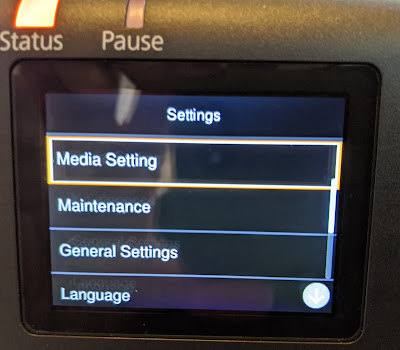 Status Pause
Settings
Media Setting
Maintenance
General Settings
Language